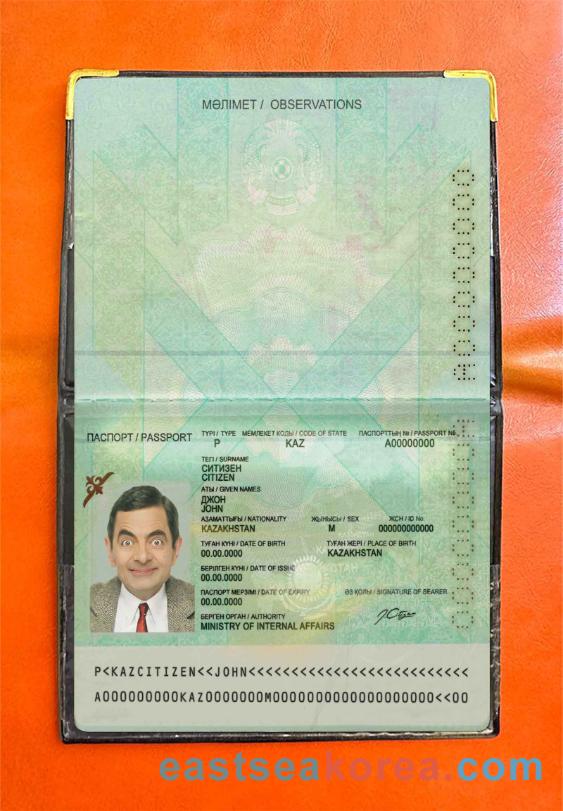 МӘЛІМЕТ / OBSERVATIONS
A00000000
ПАСПОРТ / PASSPORT
ТҮРІ / TYPE МЕМЛЕКЕТ КОДЫ / CODE OF STATE ПАСПОРТТЫҢ № / PASSPORT №
P KAZ A00000000
ТЕГІ / SURNAME
СИТИЗЕН
CITIZEN
АТЫ / GIVEN NAMES
ДЖОН
JOHN
АЗАМАТТЫҒЫ / NATIONALITY ЖЫНЫСЫ / SEX ЖСН / ID No
KAZAKHSTAN M 000000000000
ТУҒАН КҮНІ / DATE OF BIRTH ТУҒАН ЖЕРІ / PLACE OF BIRTH
00.00.0000 KAZAKHSTAN
БЕРІЛГЕН КҮНІ / DATE OF ISSUE
00.00.0000
ПАСПОРТ МЕРЗІМІ / DATE OF EXPIRY ӨЗ ҚОЛЫ / SIGNATURE OF BEARER
00.00.0000
БЕРГЕН ОРГАН / AUTHORITY
MINISTRY OF INTERNAL AFFAIRS
P<KAZCITIZEN<<JOHN<<<<<<<<<<<<<<<<<<<<<<<<<<
A000000000KAZ0000000M0000000000000000000<<00
eastseakorea.com